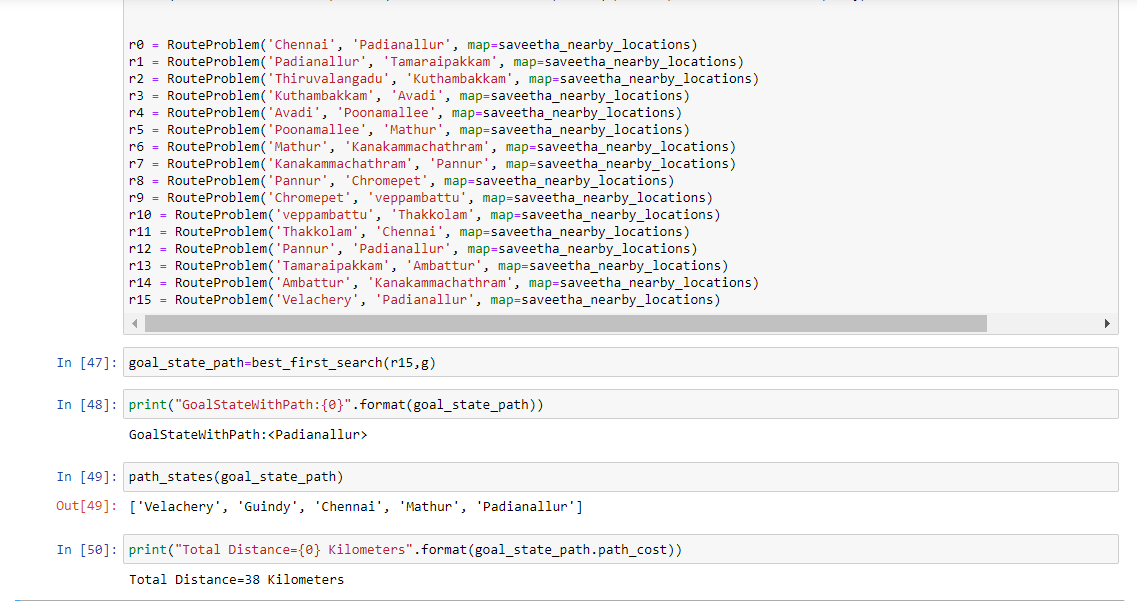 r0 = RouteProblem('Chennai', 'Padianallur', map=saveetha_nearby_locations)
r1 = RouteProblem('Padianallur', 'Tamaraipakkam', map=saveetha_nearby_locations)
r2 = RouteProblem('Thiruvalangadu', 'Kuthambakkam', map=saveetha_nearby_locations)
r3 = RouteProblem('Kuthambakkam', 'Avadi', map=saveetha_nearby_locations)
r4 = RouteProblem('Avadi', 'Poonamallee', map=saveetha_nearby_locations)
r5 = RouteProblem('Poonamallee', 'Mathur', map=saveetha_nearby_locations)
r6 = RouteProblem('Mathur', 'Kanakammachathram', map=saveetha_nearby_locations)
r7 = RouteProblem('Kanakammachathram', 'Pannur', map=saveetha_nearby_locations)
r8 = RouteProblem('Pannur', 'Chromepet', map=saveetha_nearby_locations)
r9 = RouteProblem('Chromepet', 'veppambattu', map=saveetha_nearby_locations)
r10 = RouteProblem('veppambattu', 'Thakkolam', map=saveetha_nearby_locations)
r11 = RouteProblem('Thakkolam', 'Chennai', map=saveetha_nearby_locations)
r12 = RouteProblem('Pannur', 'Padianallur', map=saveetha_nearby_locations)
r13 = RouteProblem('Tamaraipakkam', 'Ambattur', map=saveetha_nearby_locations)
r14 = RouteProblem('Ambattur', 'Kanakammachathram', map=saveetha_nearby_locations)
r15 = RouteProblem('Velachery', 'Padianallur', map=saveetha_nearby_locations)
In [47]: goal_state_path=best_first_search(r15,g)
In [48]: print("GoalStateWithPath:{0}".format(goal_state_path))
GoalStateWithPath:<Padianallur>
In [49]: path_states(goal_state_path)
Out[49]: ['Velachery', 'Guindy', 'Chennai', 'Mathur', 'Padianallur']
In [50]: print("Total Distance={0} Kilometers".format(goal_state_path.path_cost))
Total Distance=38 Kilometers